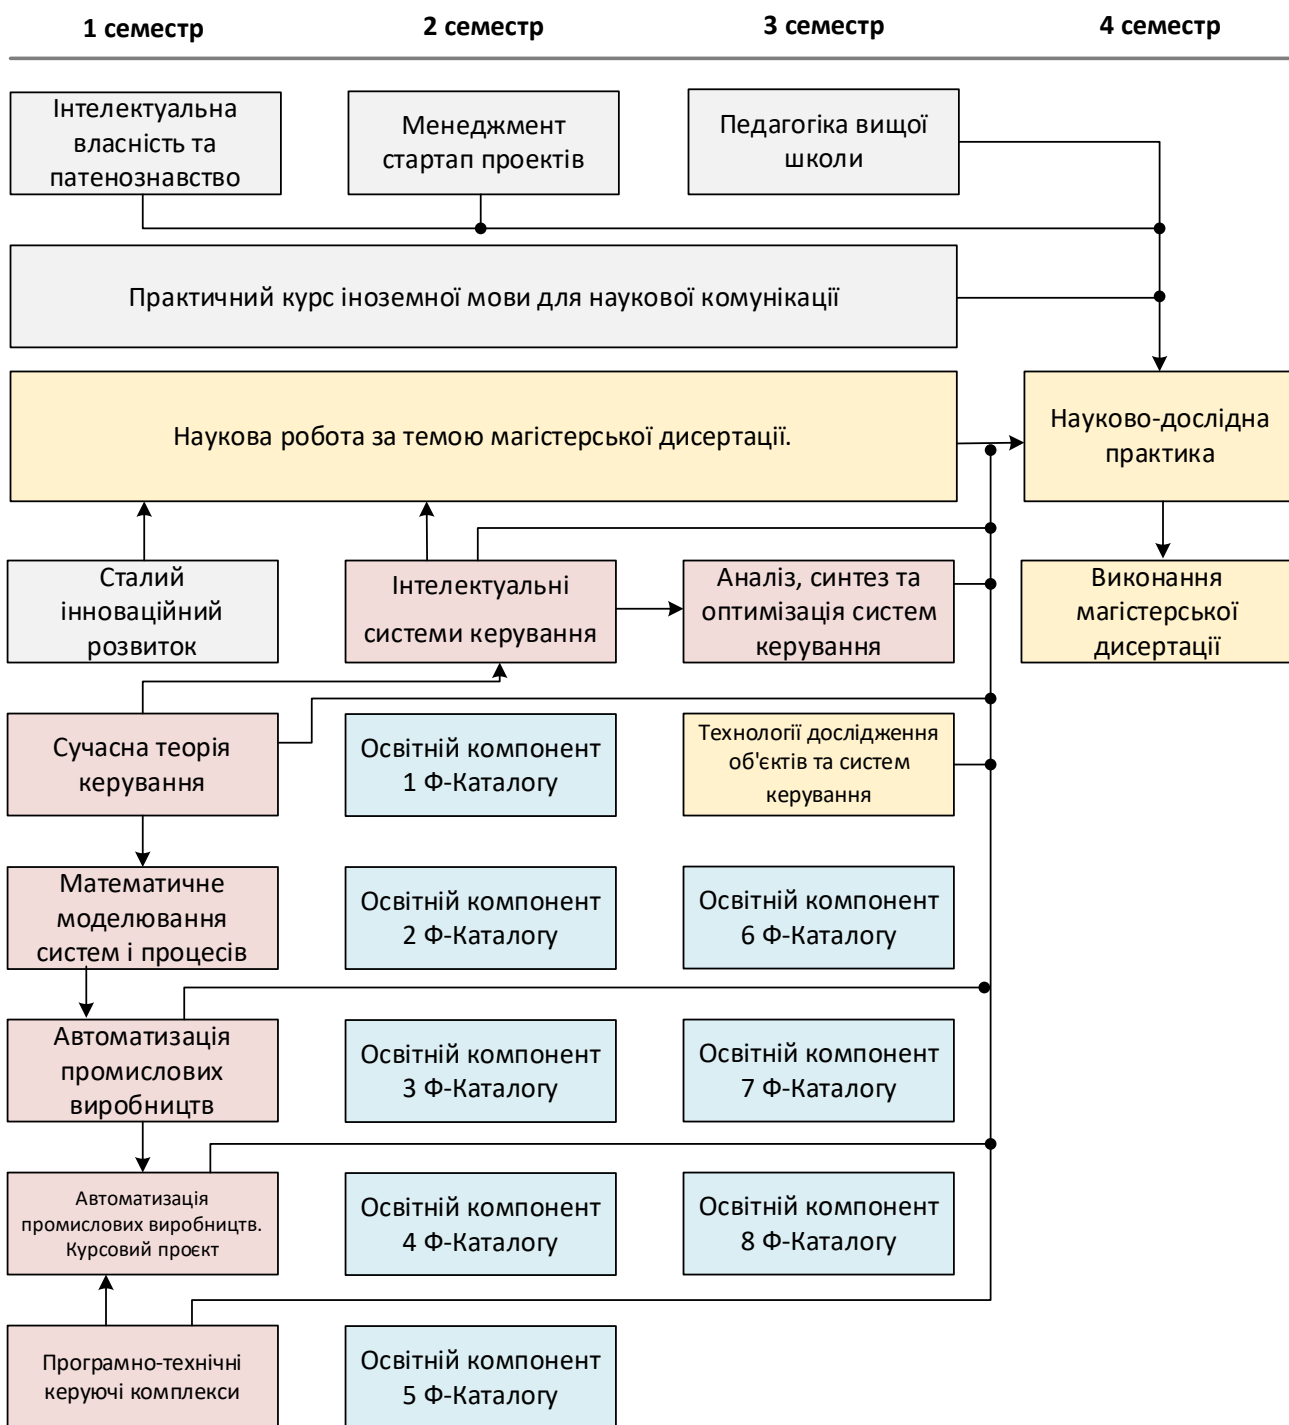 1 семестр
2 семестр
3 семестр
4 семестр
Інтелектуальна
власність та
патенознавство
Менеджмент
стартап проектів
Педагогіка вищої
школи
Практичний курс іноземної мови для наукової комунікації
Наукова робота за темою магістерської дисертації.
Науково-дослідна
практика
Сталий
інноваційний
розвиток
Інтелектуальні
системи керування
Аналіз, синтез та
оптимізація систем
керування
Виконання
магістерської
дисертації
Сучасна теорія
керування
Освітній компонент
1 Ф-Каталогу
Технології дослідження
об'єктів та систем
керування
Математичне
моделювання
систем і процесів
Освітній компонент
2 Ф-Каталогу
Освітній компонент
6 Ф-Каталогу
Автоматизація
промислових
виробництв
Освітній компонент
3 Ф-Каталогу
Освітній компонент
7 Ф-Каталогу
Автоматизація
промислових виробництв.
Курсовий проєкт
Освітній компонент
4 Ф-Каталогу
Освітній компонент
8 Ф-Каталогу
Програмно-технічні
керуючі комплекси
Освітній компонент
5 Ф-Каталогу